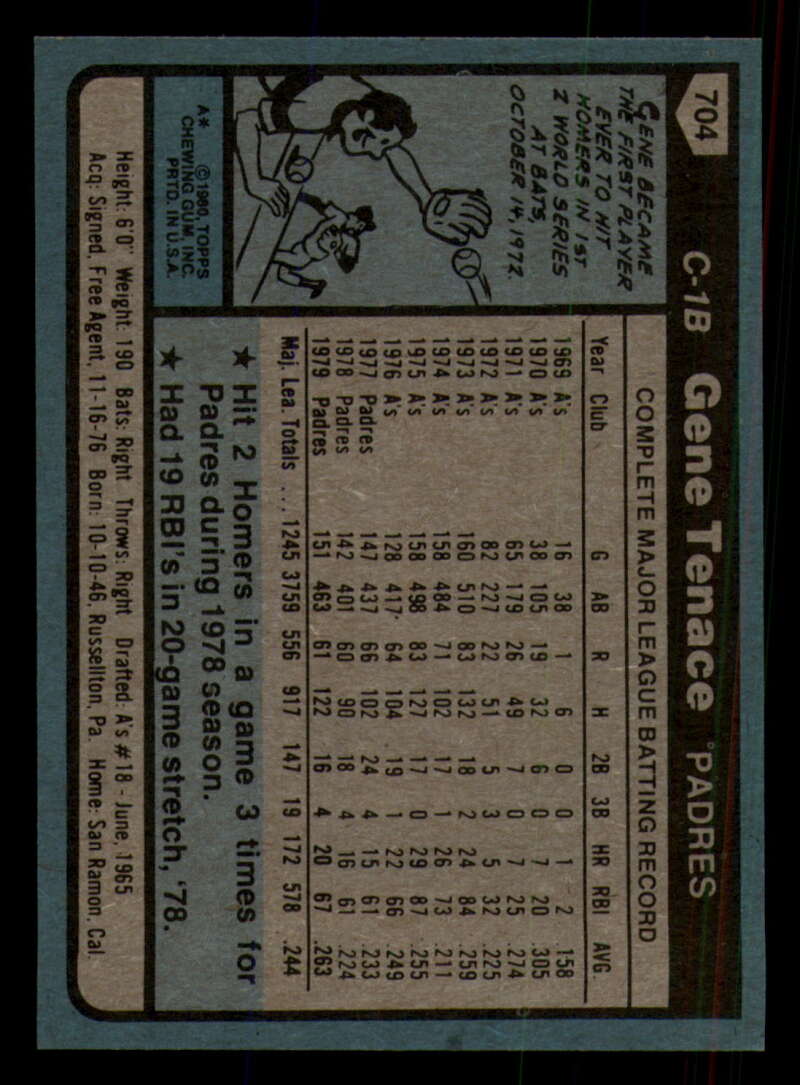 704 C-1B Gene Tenace PADRES
GENE BECAME
THE FIRST PLAYER
EVER TO HIT
HOMERS IN 1ST
2 WORLD SERIES
AT BATS,
OCTOBER 14, 1972.
A* © 1980, TOPPS
CHEWING GUM, INC.
PRTD. IN U.S.A.
COMPLETE MAJOR LEAGUE BATTING RECORD
Year Club G AB R H 2B 3B HR RBI AVG.
1969 A's 16 38 1 6 0 0 1 2 .158
1970 A's 38 105 19 32 6 0 7 20 .305
1971 A's 65 179 26 49 7 0 7 25 .274
1972 A's 82 227 22 51 5 3 5 32 .225
1973 A's 160 510 83 132 18 2 24 84 .259
1974 A's 158 484 71 102 17 1 26 73 .211
1975 A's 158 498 83 127 17 0 29 87 .255
1976 A's 128 417 64 104 19 1 22 66 .249
1977 Padres 147 437 66 102 24 4 15 61 .233
1978 Padres 142 401 60 90 18 4 16 61 .224
1979 Padres 151 463 61 122 16 4 20 67 .263
Maj. Lea. Totals ... 1245 3759 556 917 147 19 172 578 .244
★ Hit 2 Homers in a game 3 times for
Padres during 1978 season.
★ Had 19 RBI's in 20-game stretch, '78.
Height: 6'0" Weight: 190 Bats: Right Throws: Right Drafted: A's #18 - June, 1965
Acq: Signed, Free Agent, 11-16-76 Born: 10-10-46, Russellton, Pa. Home: San Ramon, Cal.